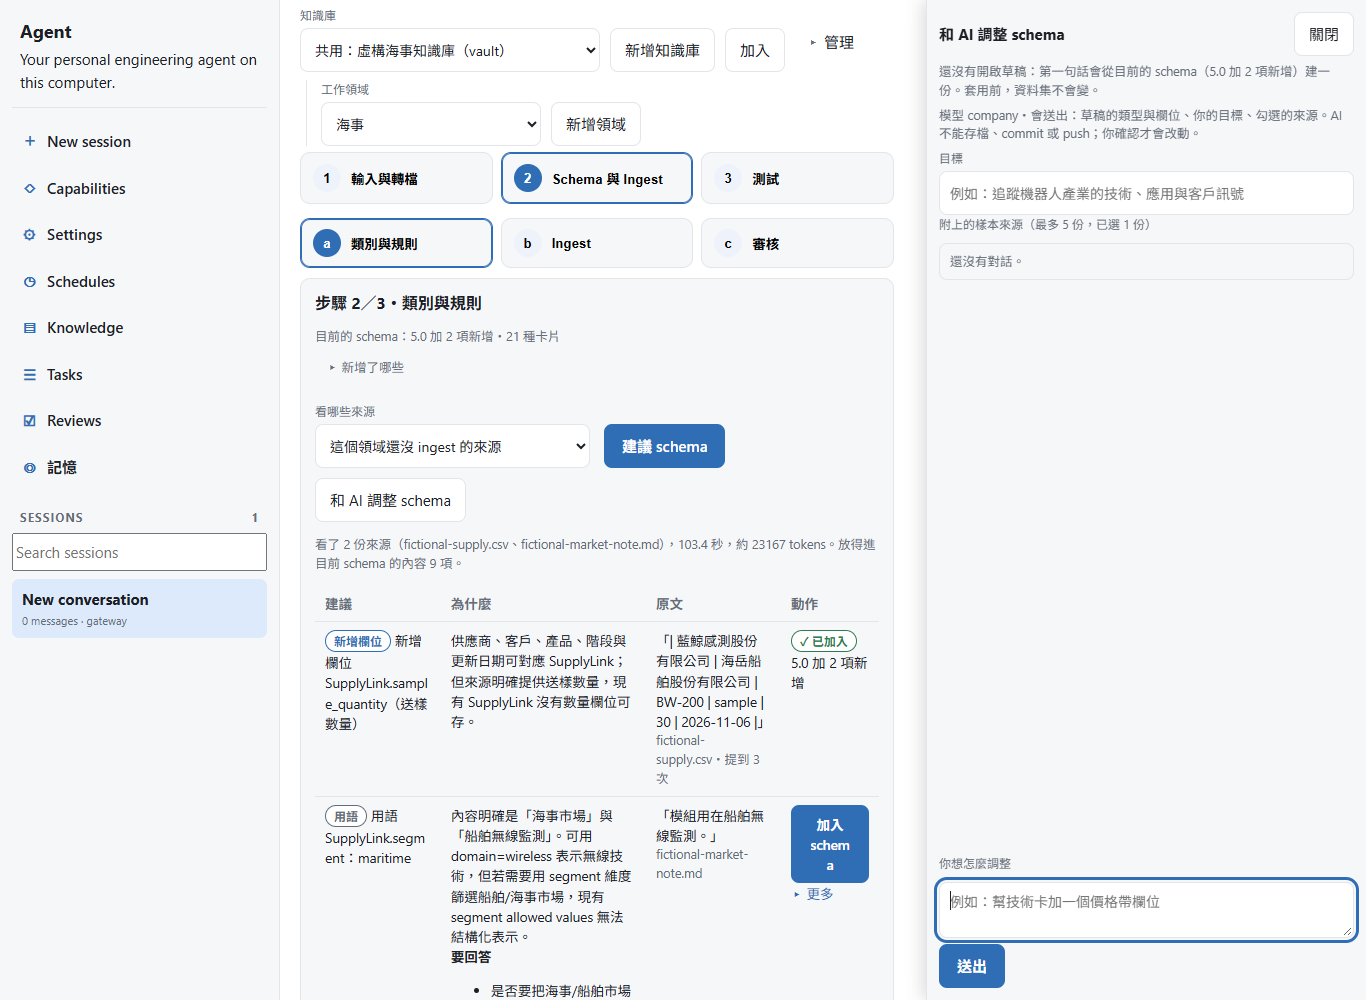 Agent
Your personal engineering agent on
this computer.
New session
Capabilities
Settings
Schedules
Knowledge
Tasks
Reviews
記憶
SESSIONS 1
Search sessions
New conversation
0 messages · gateway
知識庫
共用：虛構海事知識庫（vault）
新增知識庫
加入
管理
工作領域
海事
新增領域
1 輸入與轉檔
2 Schema 與 Ingest
3 測試
a 類別與規則
b Ingest
c 審核
步驟 2／3・類別與規則
目前的 schema：5.0 加 2 項新增・21 種卡片
新增了哪些
看哪些來源
這個領域還沒 ingest 的來源
建議 schema
和 AI 調整 schema
看了 2 份來源（fictional-supply.csv、fictional-market-note.md），103.4 秒，約 23167 tokens。放得進
目前 schema 的內容 9 項。
建議 為什麼 原文 動作
新增欄位 新增
欄位
SupplyLink.sampl
e_quantity（送樣
數量）
供應商、客戶、產品、階段與
更新日期可對應 SupplyLink；
但來源明確提供送樣數量，現
有 SupplyLink 沒有數量欄位可
存。
「| 藍鯨感測股份
有限公司 | 海岳船
舶股份有限公司 |
BW-200 | sample |
30 | 2026-11-06 |」
fictional-
supply.csv・提到 3
次
✓ 已加入
5.0 加 2 項新
增
用語 用語
SupplyLink.segm
ent：maritime
內容明確是「海事市場」與
「船舶無線監測」。可用
domain=wireless 表示無線技
術，但若需要用 segment 維度
篩選船舶/海事市場，現有
segment allowed values 無法
結構化表示。
要回答
是否要把海事/船舶市場
「模組用在船舶無
線監測。」
fictional-market-
note.md
加入
schem
a
更多
和 AI 調整 schema
關閉
還沒有開啟草稿：第一句話會從目前的 schema（5.0 加 2 項新增）建一
份。套用前，資料集不會變。
模型 company・會送出：草稿的類型與欄位、你的目標、勾選的來源。AI
不能存檔、commit 或 push；你確認才會改動。
目標
例如：追蹤機器人產業的技術、應用與客戶訊號
附上的樣本來源（最多 5 份，已選 1 份）
還沒有對話。
你想怎麼調整
例如：幫技術卡加一個價格帶欄位
送出